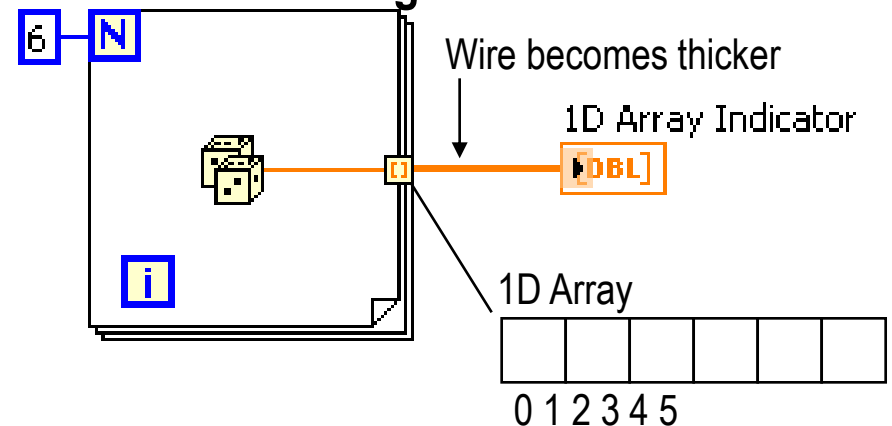 6
N
Wire becomes thicker
1D Array Indicator
[DBL]
i
1D Array
0 1 2 3 4 5